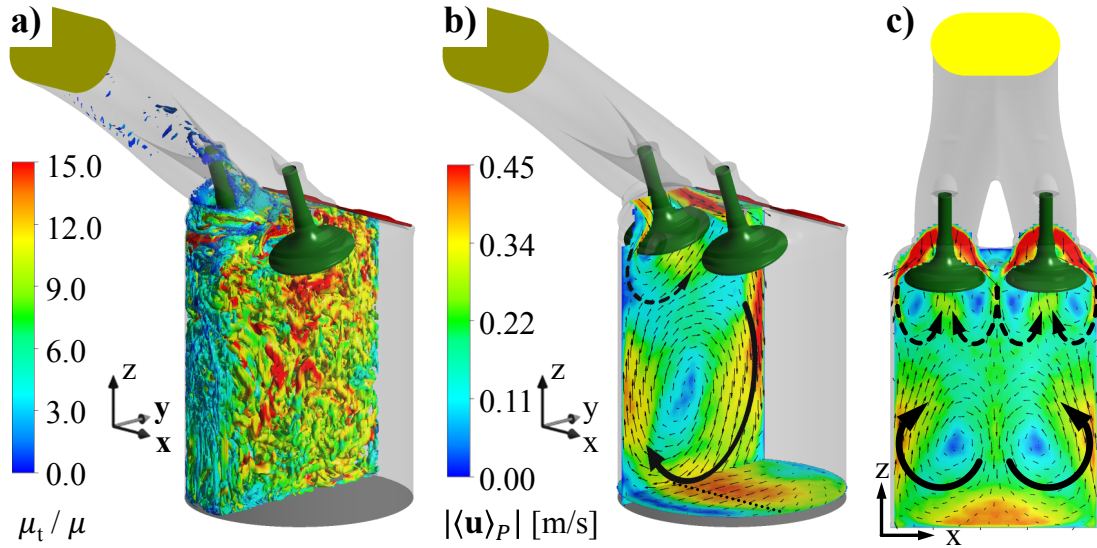 a)
15.0
12.0
9.0
6.0
3.0
0.0
μt / μ
z
y
x
b)
0.45
0.34
0.22
0.11
0.00
|⟨u⟩P| [m/s]
z
y
x
c)
z
x